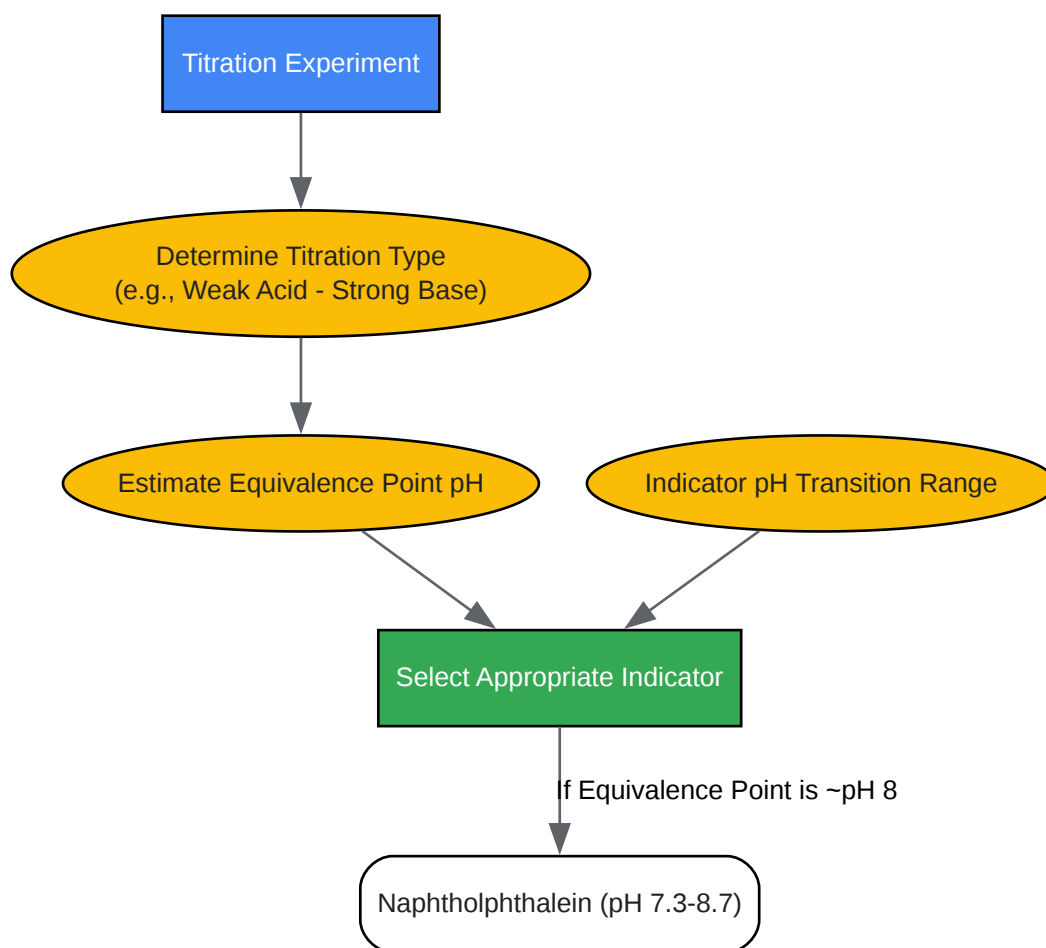 Titration Experiment
Determine Titration Type
(e.g., Weak Acid - Strong Base)
Estimate Equivalence Point pH
Indicator pH Transition Range
Select Appropriate Indicator
If Equivalence Point is ~pH 8
Naphtholphthalein (pH 7.3-8.7)